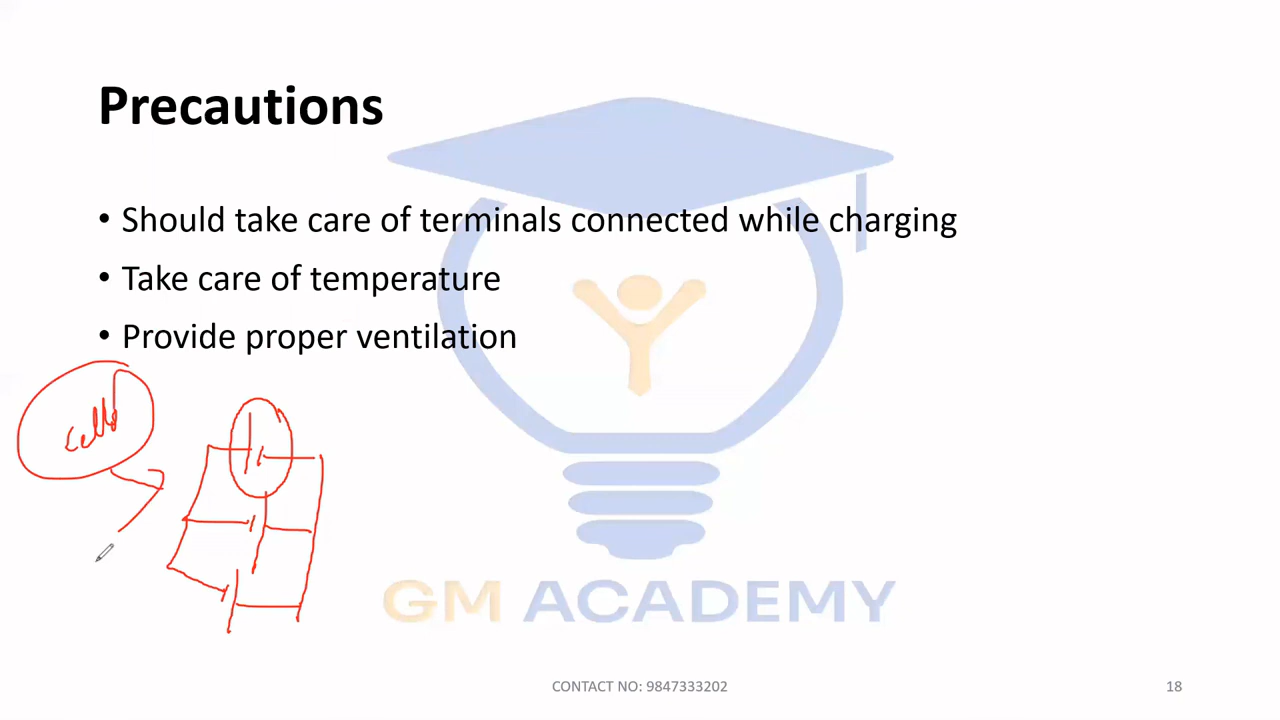 Precautions
• Should take care of terminals connected while charging
• Take care of temperature
• Provide proper ventilation
cells
GM ACADEMY
CONTACT NO: 9847333202
18